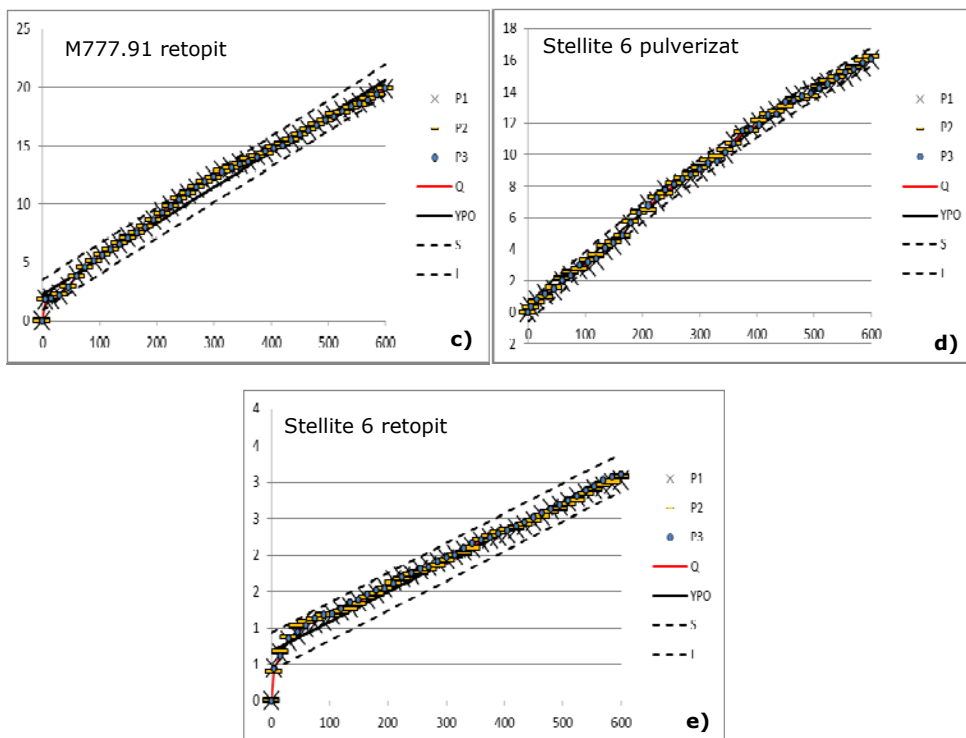 M777.91 retopit
25
20
15
10
5
0
0 100 200 300 400 500 600
P1
P2
P3
Q
YPO
S
I
c)
Stellite 6 pulverizat
18
16
14
12
10
8
6
4
2
0
2
0 100 200 300 400 500 600
P1
P2
P3
Q
YPO
S
I
d)
Stellite 6 retopit
4
4
3
3
2
2
1
1
0
0 100 200 300 400 500 600
P1
P2
P3
Q
YPO
S
I
e)